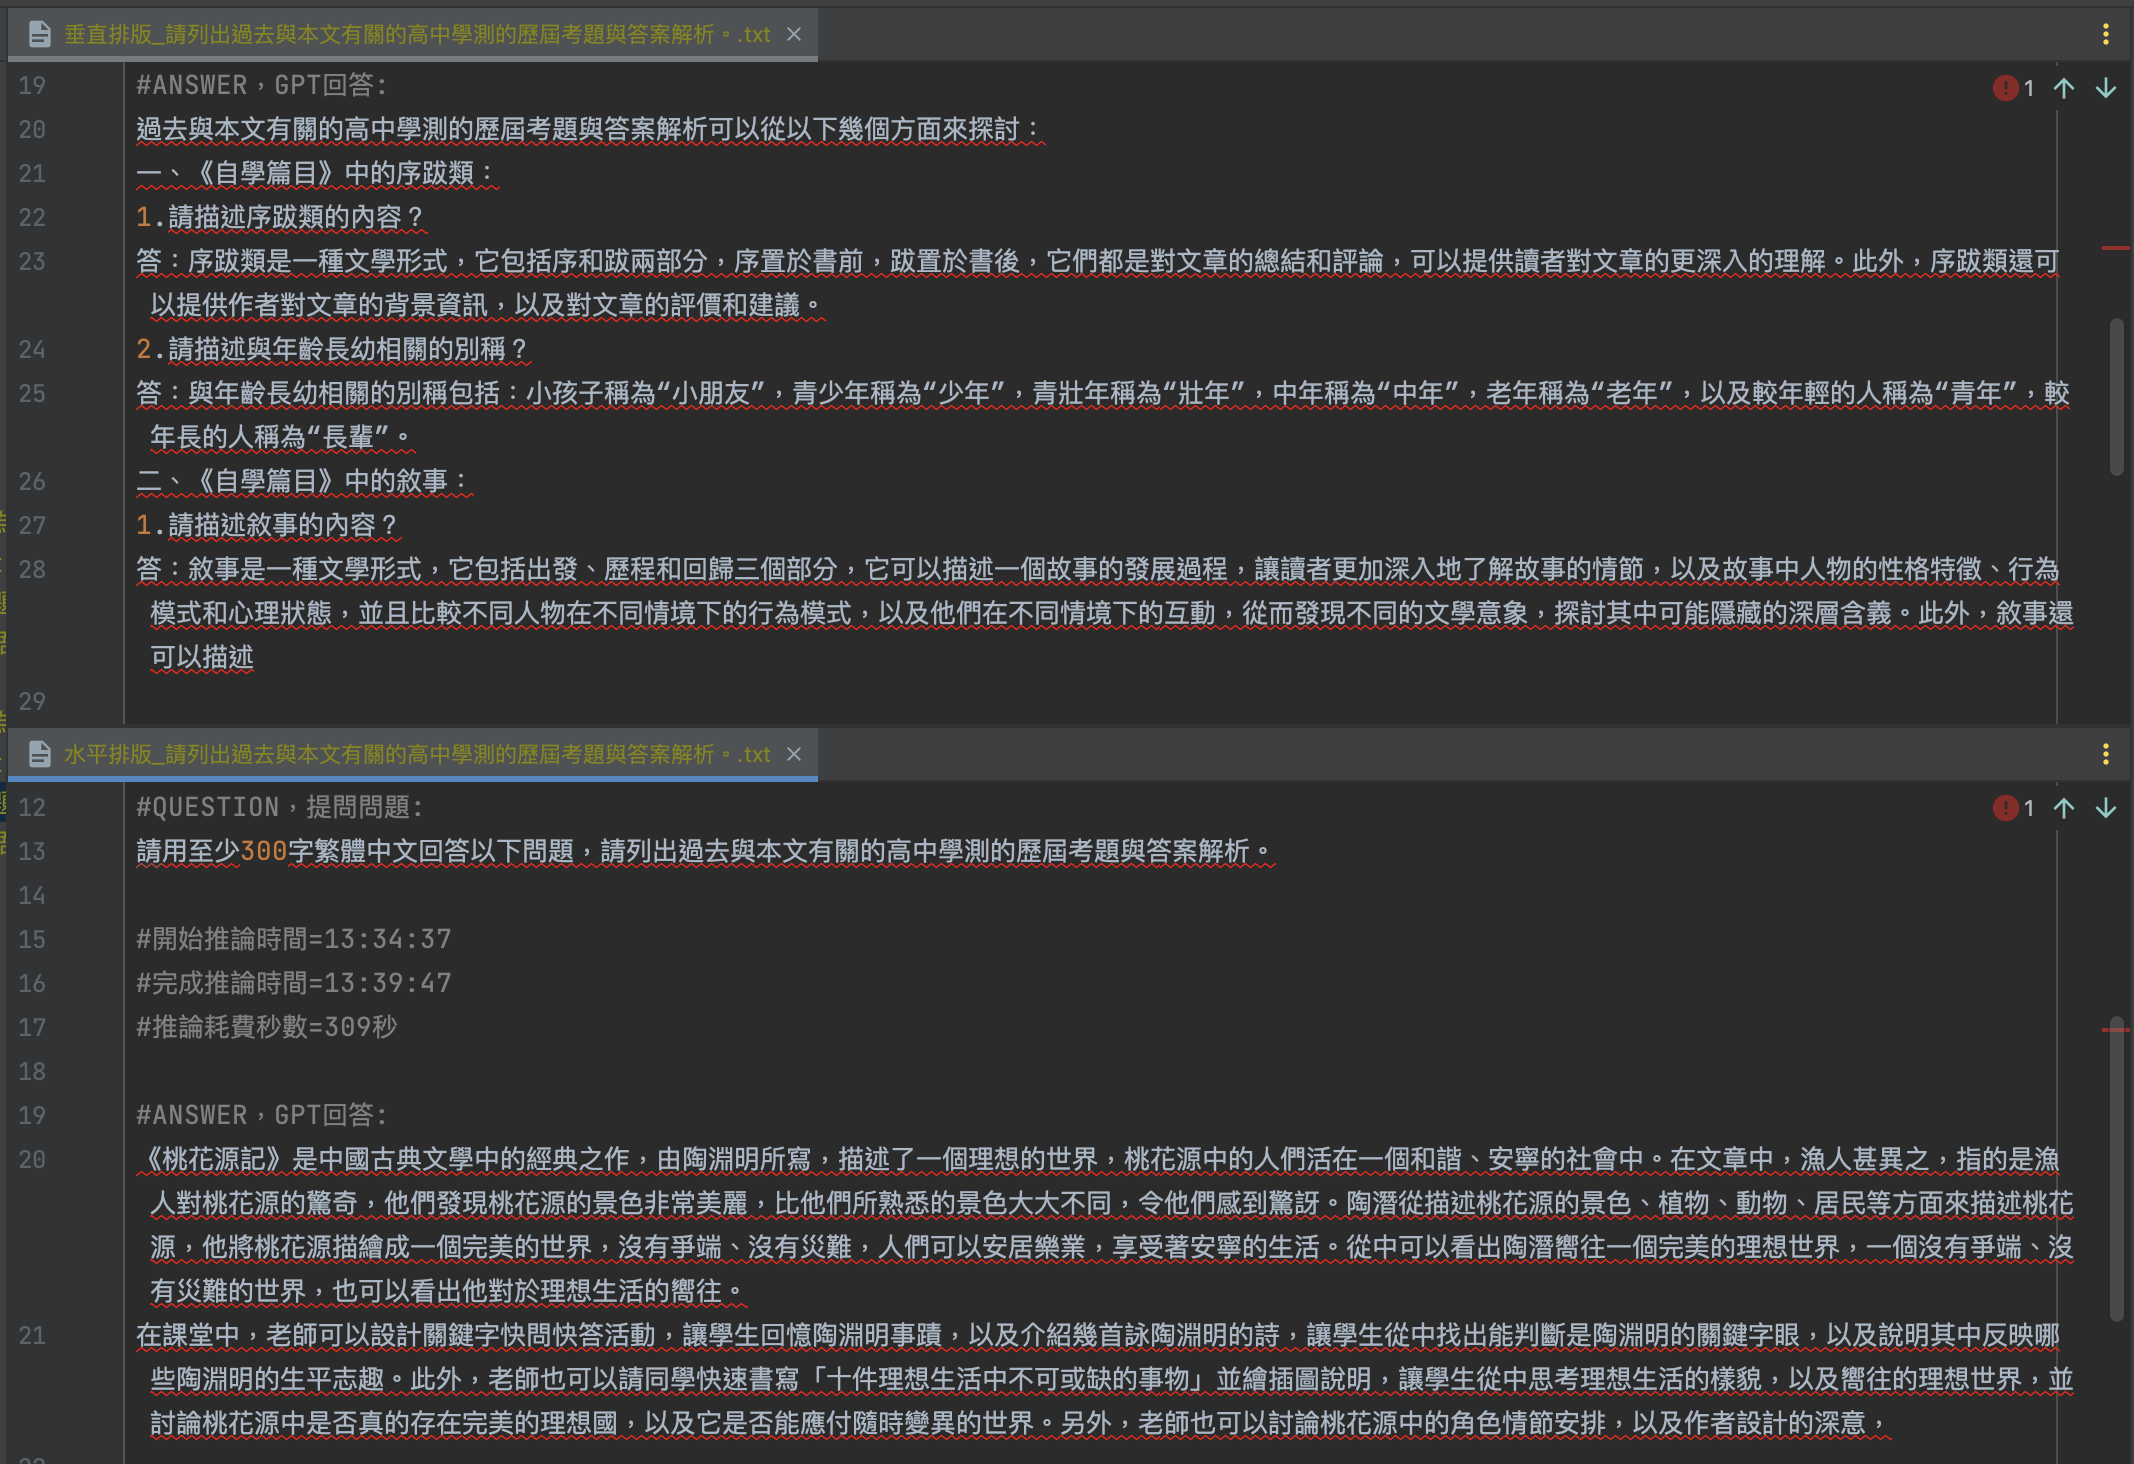 垂直排版_請列出過去與本文有關的高中學測的歷屆考題與答案解析。.txt
1
19 #ANSWER，GPT回答:
20 過去與本文有關的高中學測的歷屆考題與答案解析可以從以下幾個方面來探討：
21 一、《自學篇目》中的序跋類：
22 1.請描述序跋類的內容？
23 答：序跋類是一種文學形式，它包括序和跋兩部分，序置於書前，跋置於書後，它們都是對文章的總結和評論，可以提供讀者對文章的更深入的理解。此外，序跋類還可
以提供作者對文章的背景資訊，以及對文章的評價和建議。
24 2.請描述與年齡長幼相關的別稱？
25 答：與年齡長幼相關的別稱包括：小孩子稱為“小朋友”，青少年稱為“少年”，青壯年稱為“壯年”，中年稱為“中年”，老年稱為“老年”，以及較年輕的人稱為“青年”，較
年長的人稱為“長輩”。
26 二、《自學篇目》中的敘事：
27 1.請描述敘事的內容？
28 答：敘事是一種文學形式，它包括出發、歷程和回歸三個部分，它可以描述一個故事的發展過程，讓讀者更加深入地了解故事的情節，以及故事中人物的性格特徵、行為
模式和心理狀態，並且比較不同人物在不同情境下的行為模式，以及他們在不同情境下的互動，從而發現不同的文學意象，探討其中可能隱藏的深層含義。此外，敘事還
可以描述
29
水平排版_請列出過去與本文有關的高中學測的歷屆考題與答案解析。.txt
1
12 #QUESTION，提問問題:
13 請用至少300字繁體中文回答以下問題，請列出過去與本文有關的高中學測的歷屆考題與答案解析。
14
15 #開始推論時間=13:34:37
16 #完成推論時間=13:39:47
17 #推論耗費秒數=309秒
18
19 #ANSWER，GPT回答:
20 《桃花源記》是中國古典文學中的經典之作，由陶淵明所寫，描述了一個理想的世界，桃花源中的人們活在一個和諧、安寧的社會中。在文章中，漁人甚異之，指的是漁
人對桃花源的驚奇，他們發現桃花源的景色非常美麗，比他們所熟悉的景色大大不同，令他們感到驚訝。陶潛從描述桃花源的景色、植物、動物、居民等方面來描述桃花
源，他將桃花源描繪成一個完美的世界，沒有爭端、沒有災難，人們可以安居樂業，享受著安寧的生活。從中可以看出陶潛嚮往一個完美的理想世界，一個沒有爭端、沒
有災難的世界，也可以看出他對於理想生活的嚮往。
21 在課堂中，老師可以設計關鍵字快問快答活動，讓學生回憶陶淵明事蹟，以及介紹幾首詠陶淵明的詩，讓學生從中找出能判斷是陶淵明的關鍵字眼，以及說明其中反映哪
些陶淵明的生平志趣。此外，老師也可以請同學快速書寫「十件理想生活中不可或缺的事物」並繪插圖說明，讓學生從中思考理想生活的樣貌，以及嚮往的理想世界，並
討論桃花源中是否真的存在完美的理想國，以及它是否能應付隨時變異的世界。另外，老師也可以討論桃花源中的角色情節安排，以及作者設計的深意，